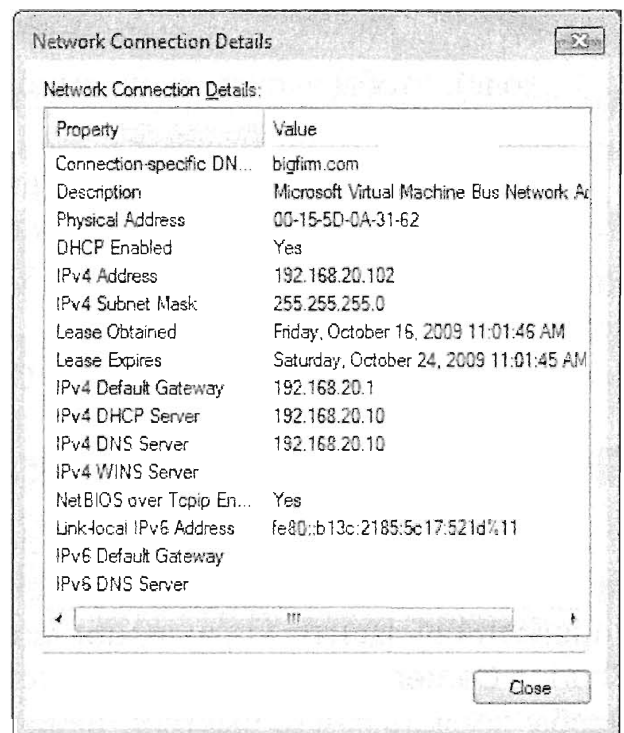 Network Connection Details
Network Connection Details:
Property Value
Connection-specific DN... bigfirm.com
Description Microsoft Virtual Machine Bus Network Ac
Physical Address 00-15-5D-0A-31-62
DHCP Enabled Yes
IPv4 Address 192.168.20.102
IPv4 Subnet Mask 255.255.255.0
Lease Obtained Friday, October 16, 2009 11:01:46 AM
Lease Expires Saturday, October 24, 2009 11:01:45 AM
IPv4 Default Gateway 192.168.20.1
IPv4 DHCP Server 192.168.20.10
IPv4 DNS Server 192.168.20.10
IPv4 WINS Server
NetBIOS over Tcpip En... Yes
Link-local IPv6 Address fe80::b13c:2185:5c17:521d%11
IPv6 Default Gateway
IPv6 DNS Server
Close